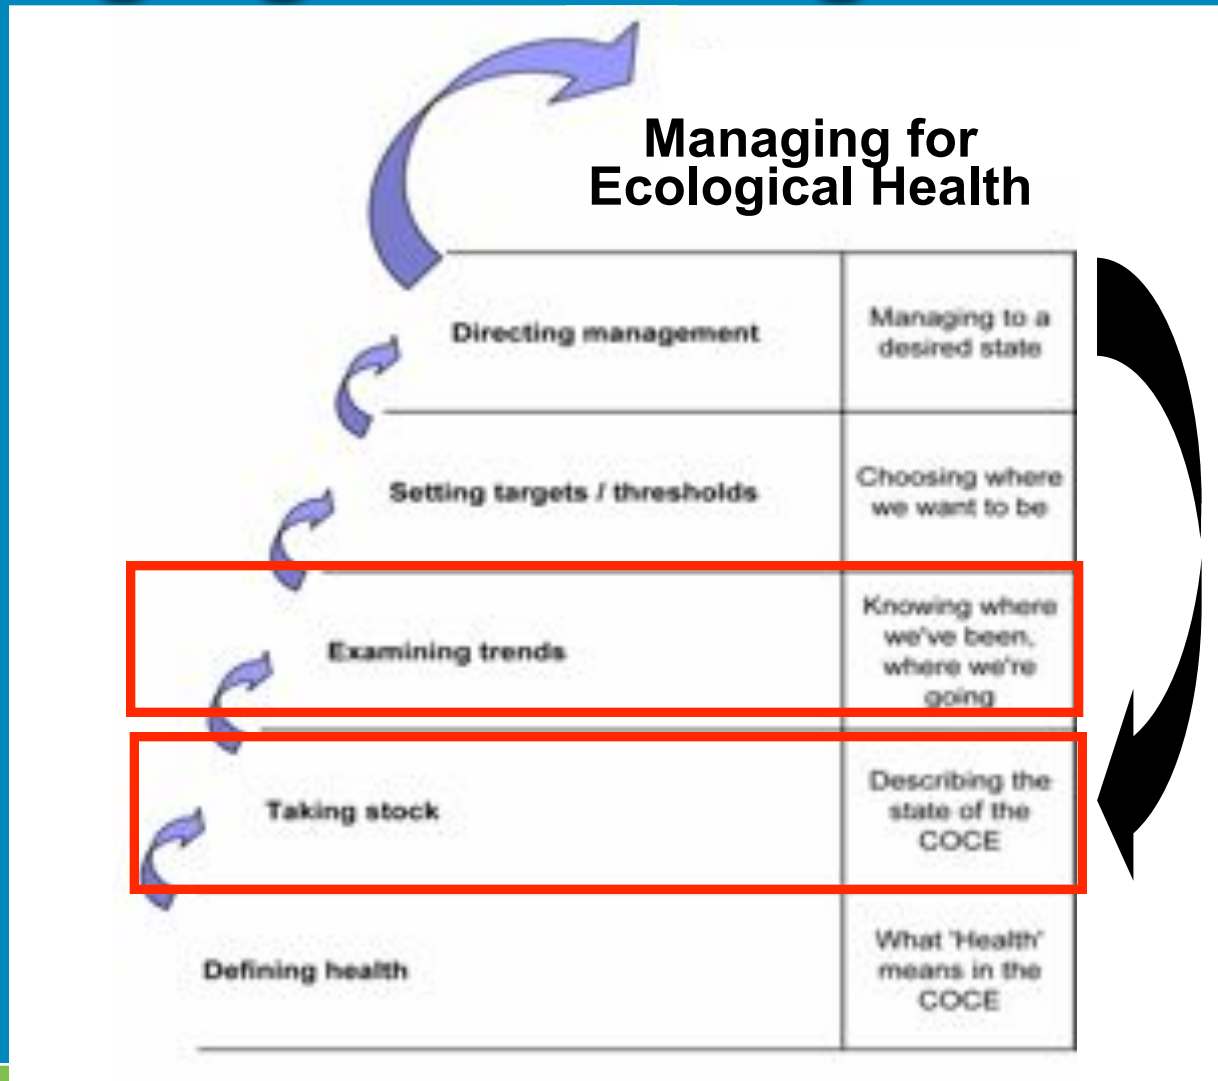 Managing for
Ecological Health
Directing management
Managing to a
desired state
Setting targets / thresholds
Choosing where
we want to be
Examining trends
Knowing where
we've been,
where we're
going
Taking stock
Describing the
state of the
COCE
Defining health
What 'Health'
means in the
COCE